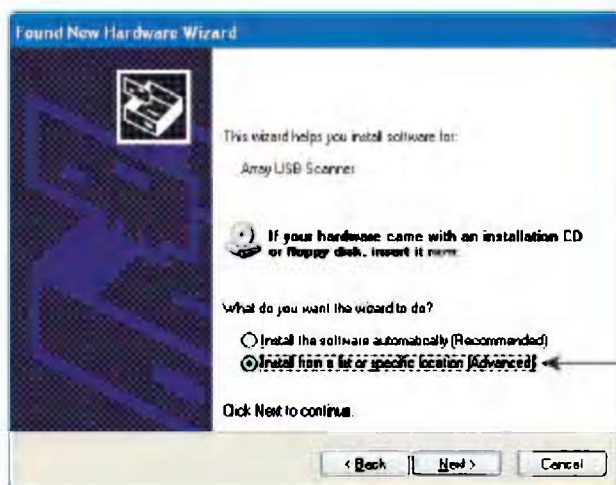 Found New Hardware Wizard
This wizard helps you install software for:
Array USB Scanner
If your hardware came with an installation CD
or floppy disk, insert it now.
What do you want the wizard to do?
Install the software automatically (Recommended)
Install from a list or specific location (Advanced)
Click Next to continue.
< Back
Next >
Cancel